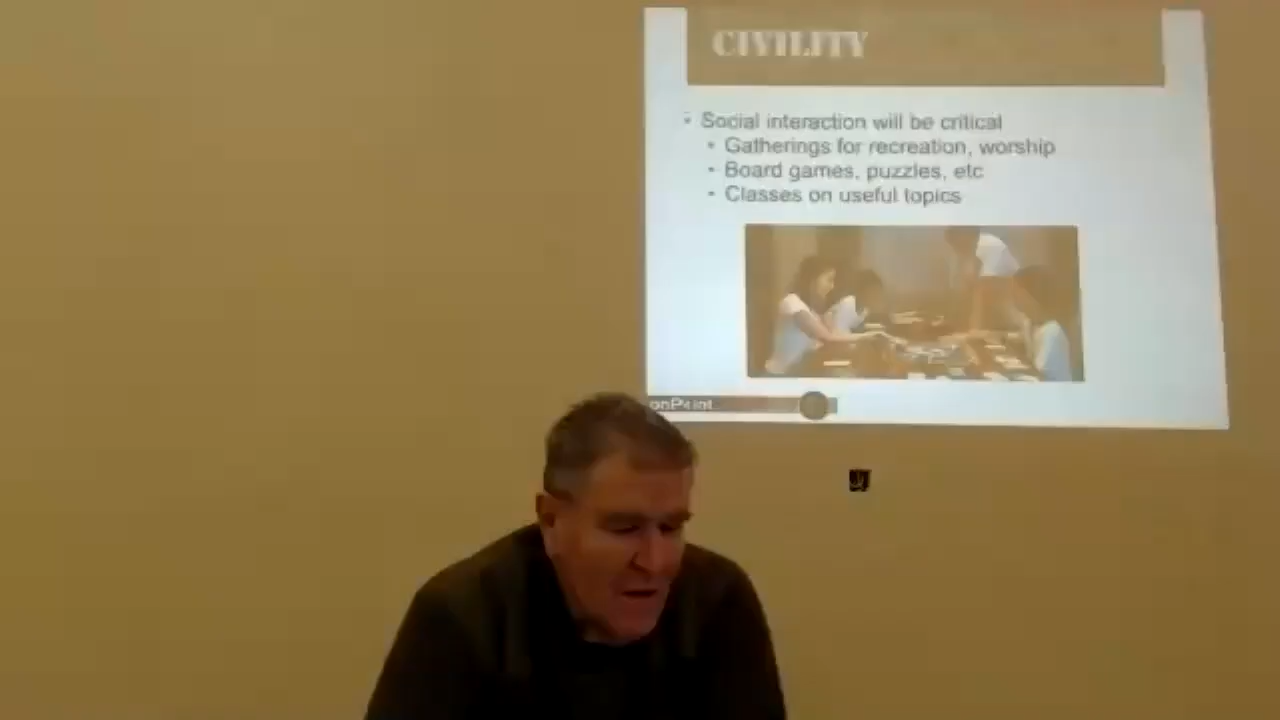 CIVILITY
• Social interaction will be critical
• Gatherings for recreation, worship
• Board games, puzzles, etc
• Classes on useful topics